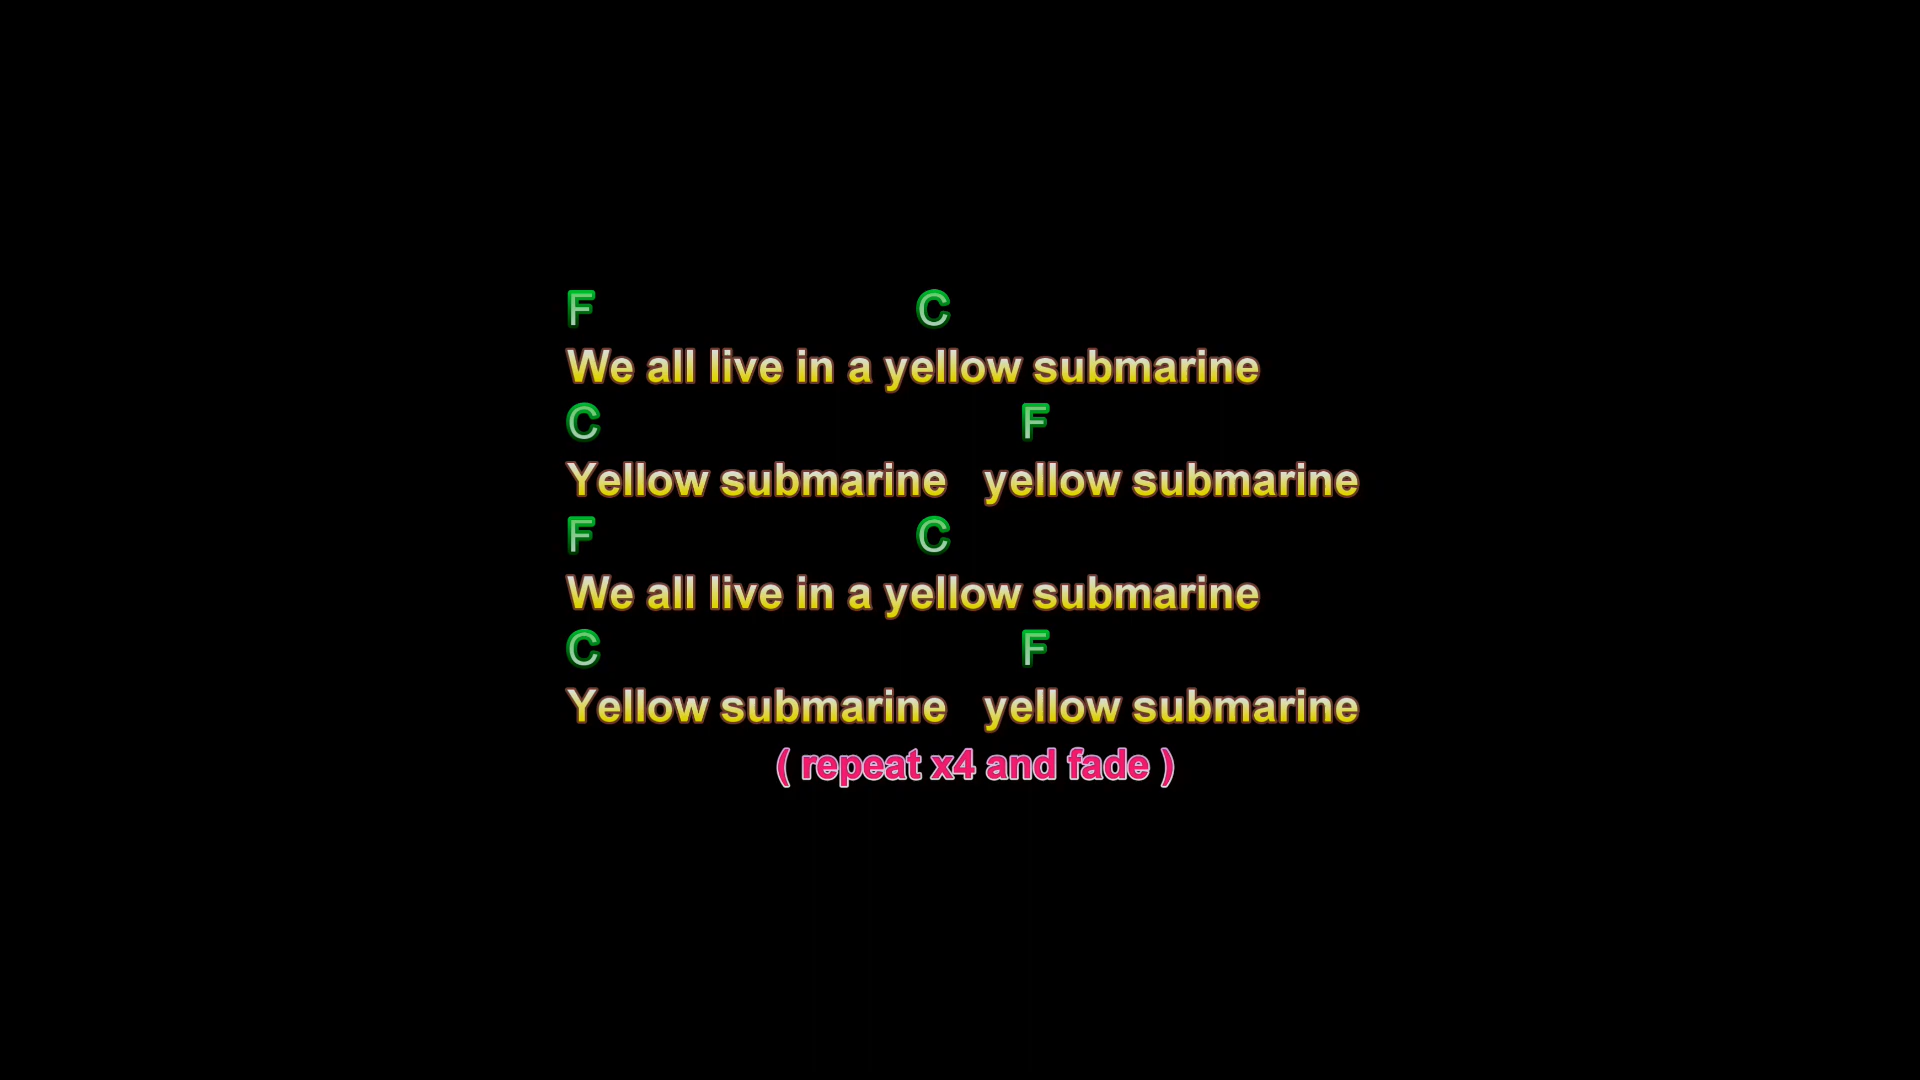 F C
We all live in a yellow submarine
C F
Yellow submarine yellow submarine
F C
We all live in a yellow submarine
C F
Yellow submarine yellow submarine
( repeat x4 and fade )